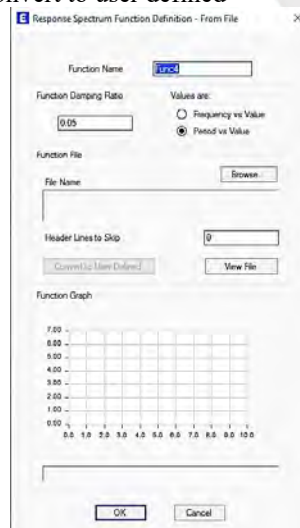 convert to user defined
E Response Spectrum Function Definition - From File X
Function Name Func4
Function Damping Ratio Values are:
0.05 Frequency vs Value
Period vs Value
Function File
File Name Browse...
Header Lines to Skip 0
Convert to User Defined View File
Function Graph
7.00
6.00
5.00
4.00
3.00
2.00
1.00
0.00
0.0 1.0 2.0 3.0 4.0 5.0 6.0 7.0 8.0 9.0 10.0
OK Cancel